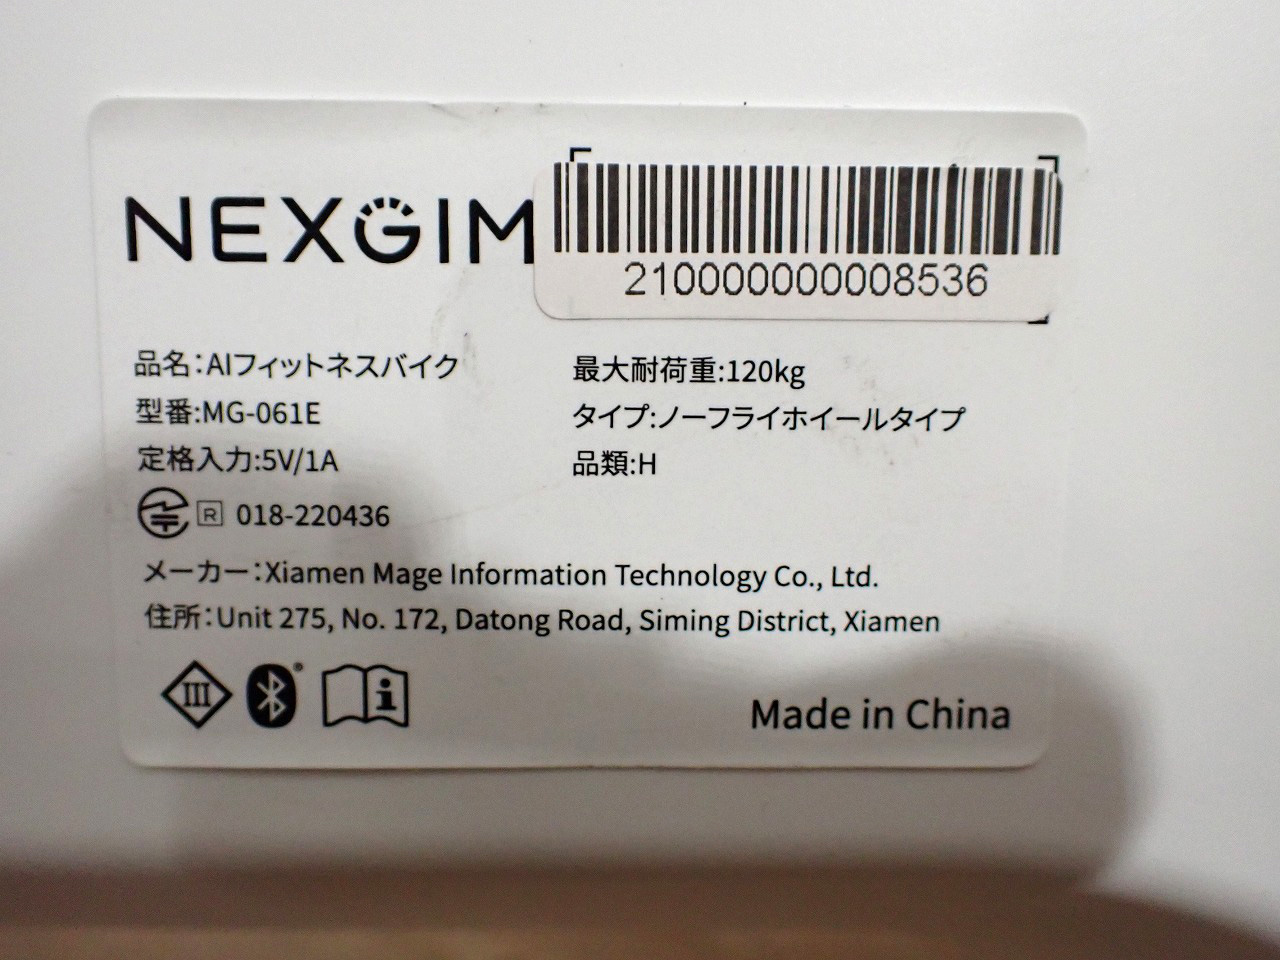 NEXGIM
210000000008536
品名:AIフィットネスバイク
型番:MG-061E
定格入力:5V/1A
最大耐荷重:120kg
タイプ:ノーフライホイールタイプ
品類:H
R 018-220436
メーカー:Xiamen Mage Information Technology Co., Ltd.
住所:Unit 275, No. 172, Datong Road, Siming District, Xiamen
III
Made in China